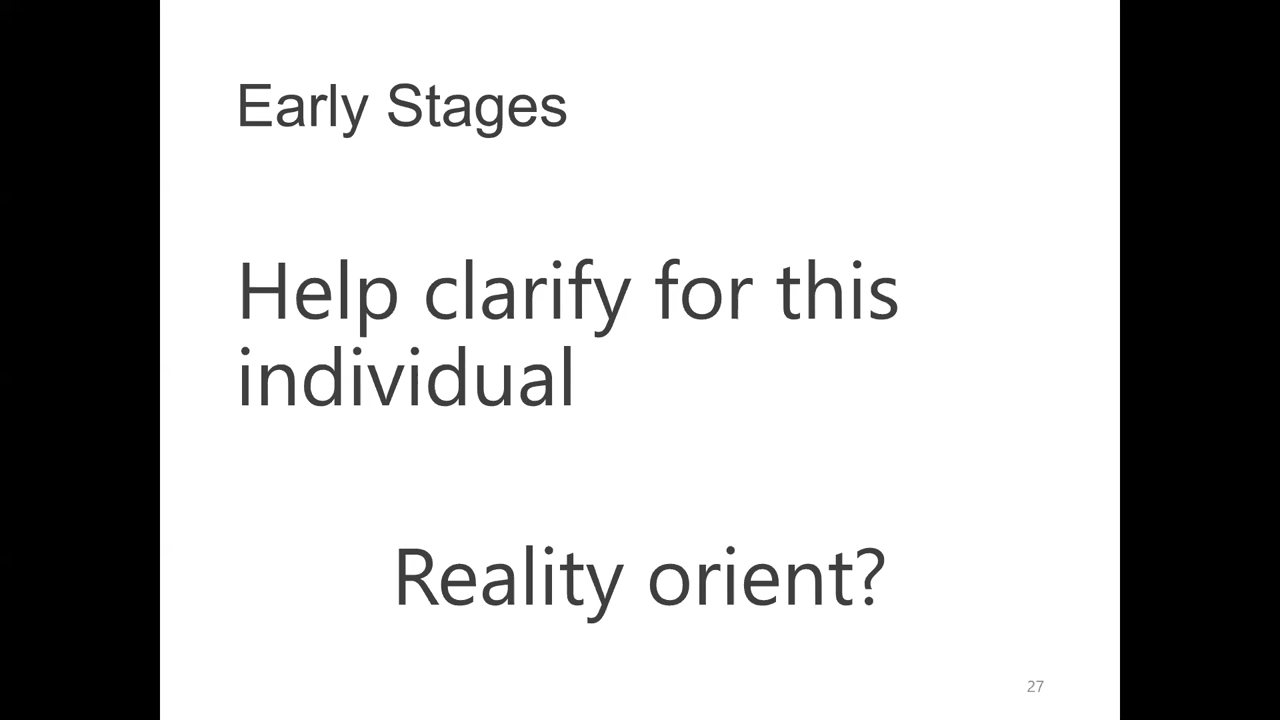 Early Stages
Help clarify for this
individual
Reality orient?
27